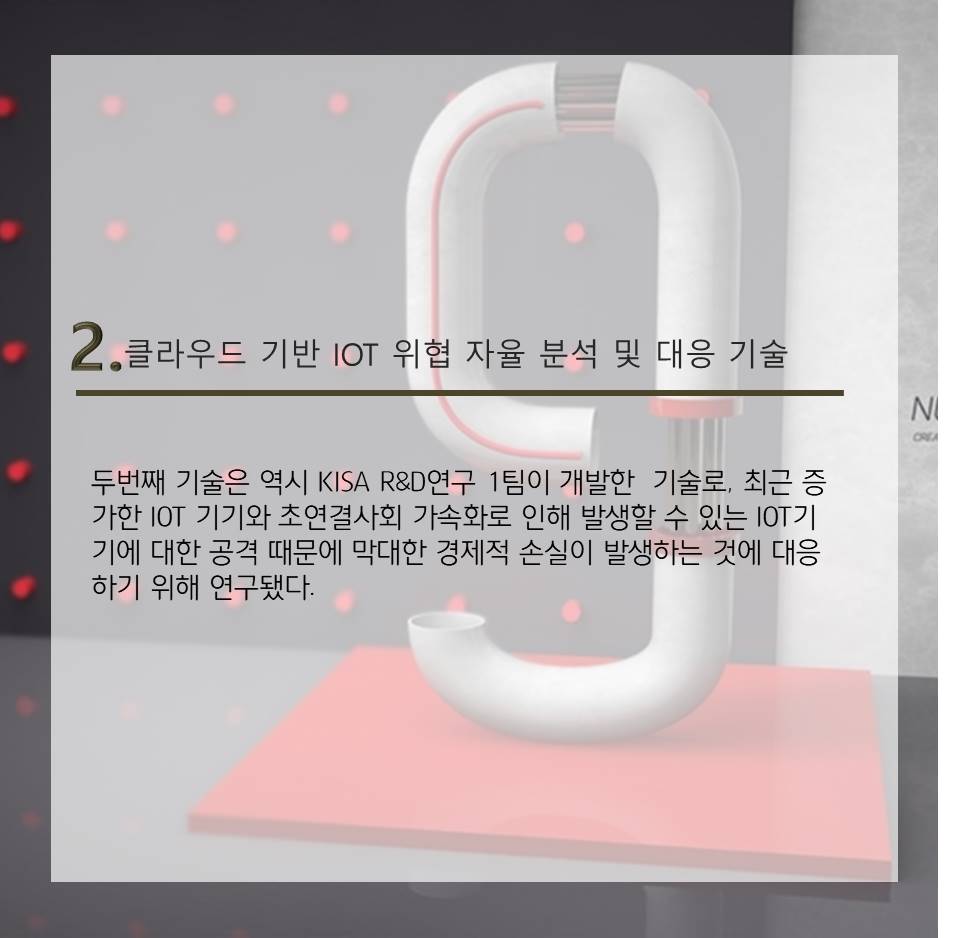 2.클라우드 기반 IOT 위협 자율 분석 및 대응 기술
두번째 기술은 역시 KISA R&D연구 1팀이 개발한 기술로, 최근 증
가한 IOT 기기와 초연결사회 가속화로 인해 발생할 수 있는 IOT기
기에 대한 공격 때문에 막대한 경제적 손실이 발생하는 것에 대응
하기 위해 연구됐다.